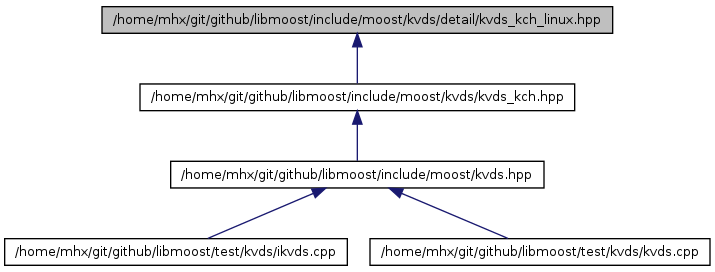 /home/mhx/git/github/libmoost/include/moost/kvds/detail/kvds_kch_linux.hpp
/home/mhx/git/github/libmoost/include/moost/kvds/kvds_kch.hpp
/home/mhx/git/github/libmoost/include/moost/kvds.hpp
/home/mhx/git/github/libmoost/test/kvds/ikvds.cpp
/home/mhx/git/github/libmoost/test/kvds/kvds.cpp